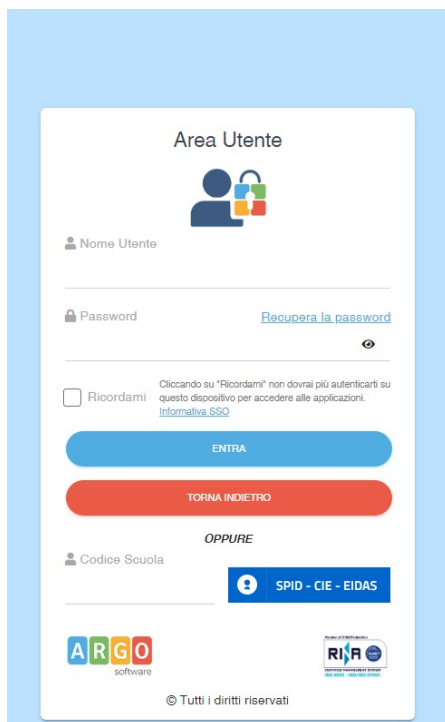 Area Utente
Nome Utente
Password
Recupera la password
Ricordami
Cliccando su "Ricordami" non dovrai più autenticarti su
questo dispositivo per accedere alle applicazioni.
Informativa SSO
ENTRA
TORNA INDIETRO
OPPURE
Codice Scuola
SPID - CIE - EIDAS
ARGO
software
RINA
© Tutti i diritti riservati